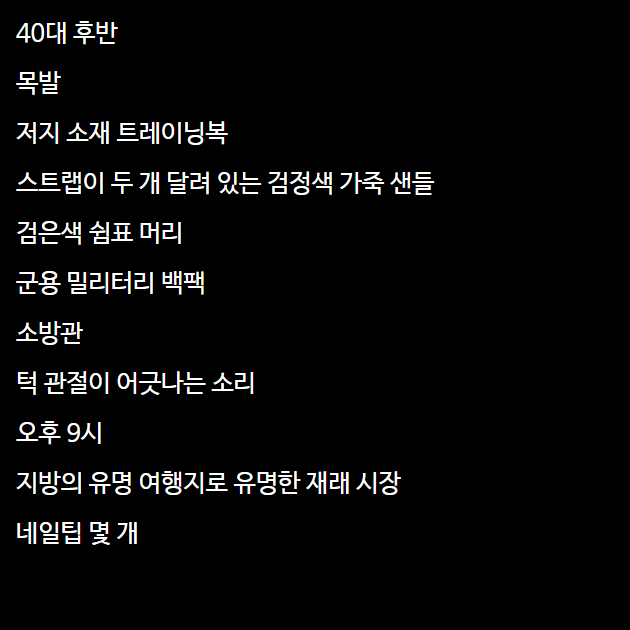 40대 후반
목발
저지 소재 트레이닝복
스트랩이 두 개 달려 있는 검정색 가죽 샌들
검은색 쉼표 머리
군용 밀리터리 백팩
소방관
턱 관절이 어긋나는 소리
오후 9시
지방의 유명 여행지로 유명한 재래 시장
네일팁 몇 개